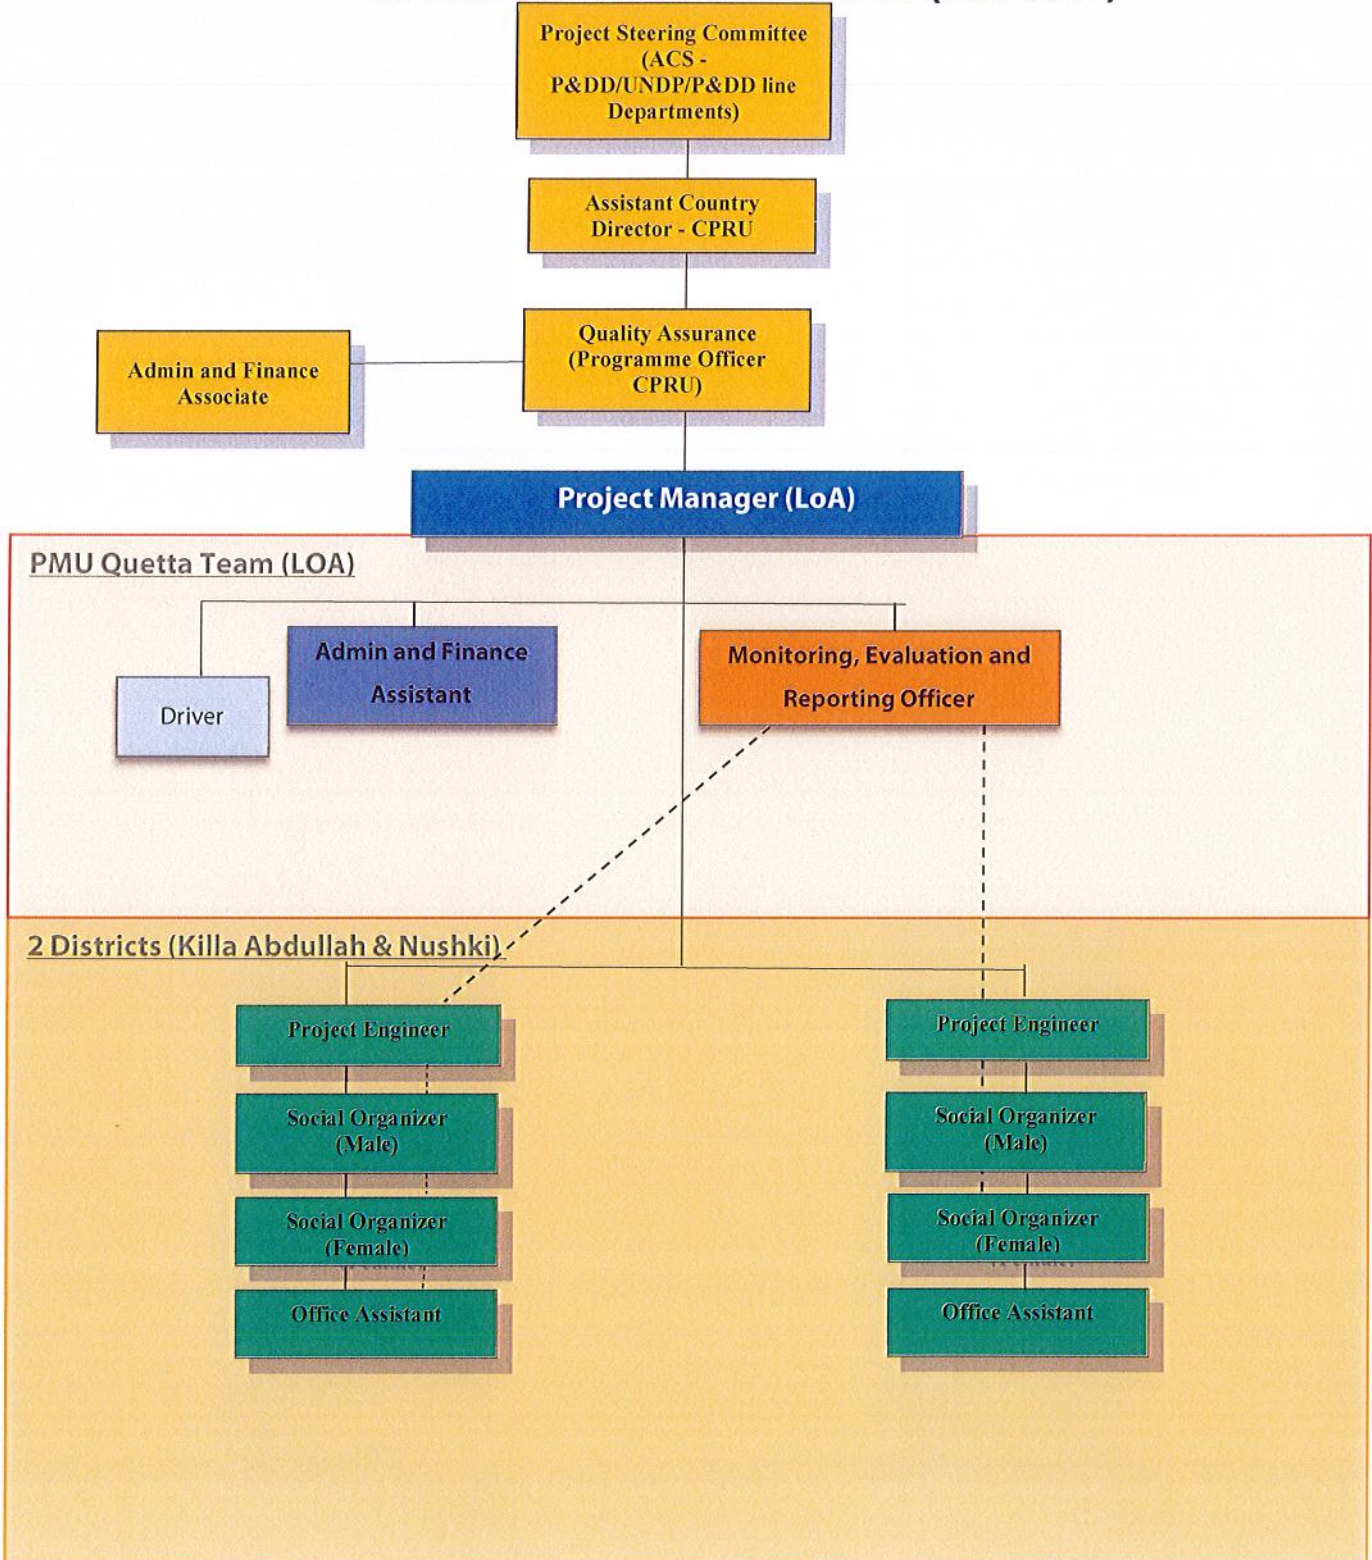 Project Steering Committee
(ACS -
P&DD/UNDP/P&DD line
Departments)
Assistant Country
Director - CPRU
Quality Assurance
(Programme Officer
CPRU)
Admin and Finance
Associate
Project Manager (LoA)
PMU Quetta Team (LOA)
Admin and Finance
Assistant
Monitoring, Evaluation and
Reporting Officer
Driver
2 Districts (Killa Abdullah & Nushki)
Project Engineer
Social Organizer
(Male)
Social Organizer
(Female)
Office Assistant
Project Engineer
Social Organizer
(Male)
Social Organizer
(Female)
Office Assistant